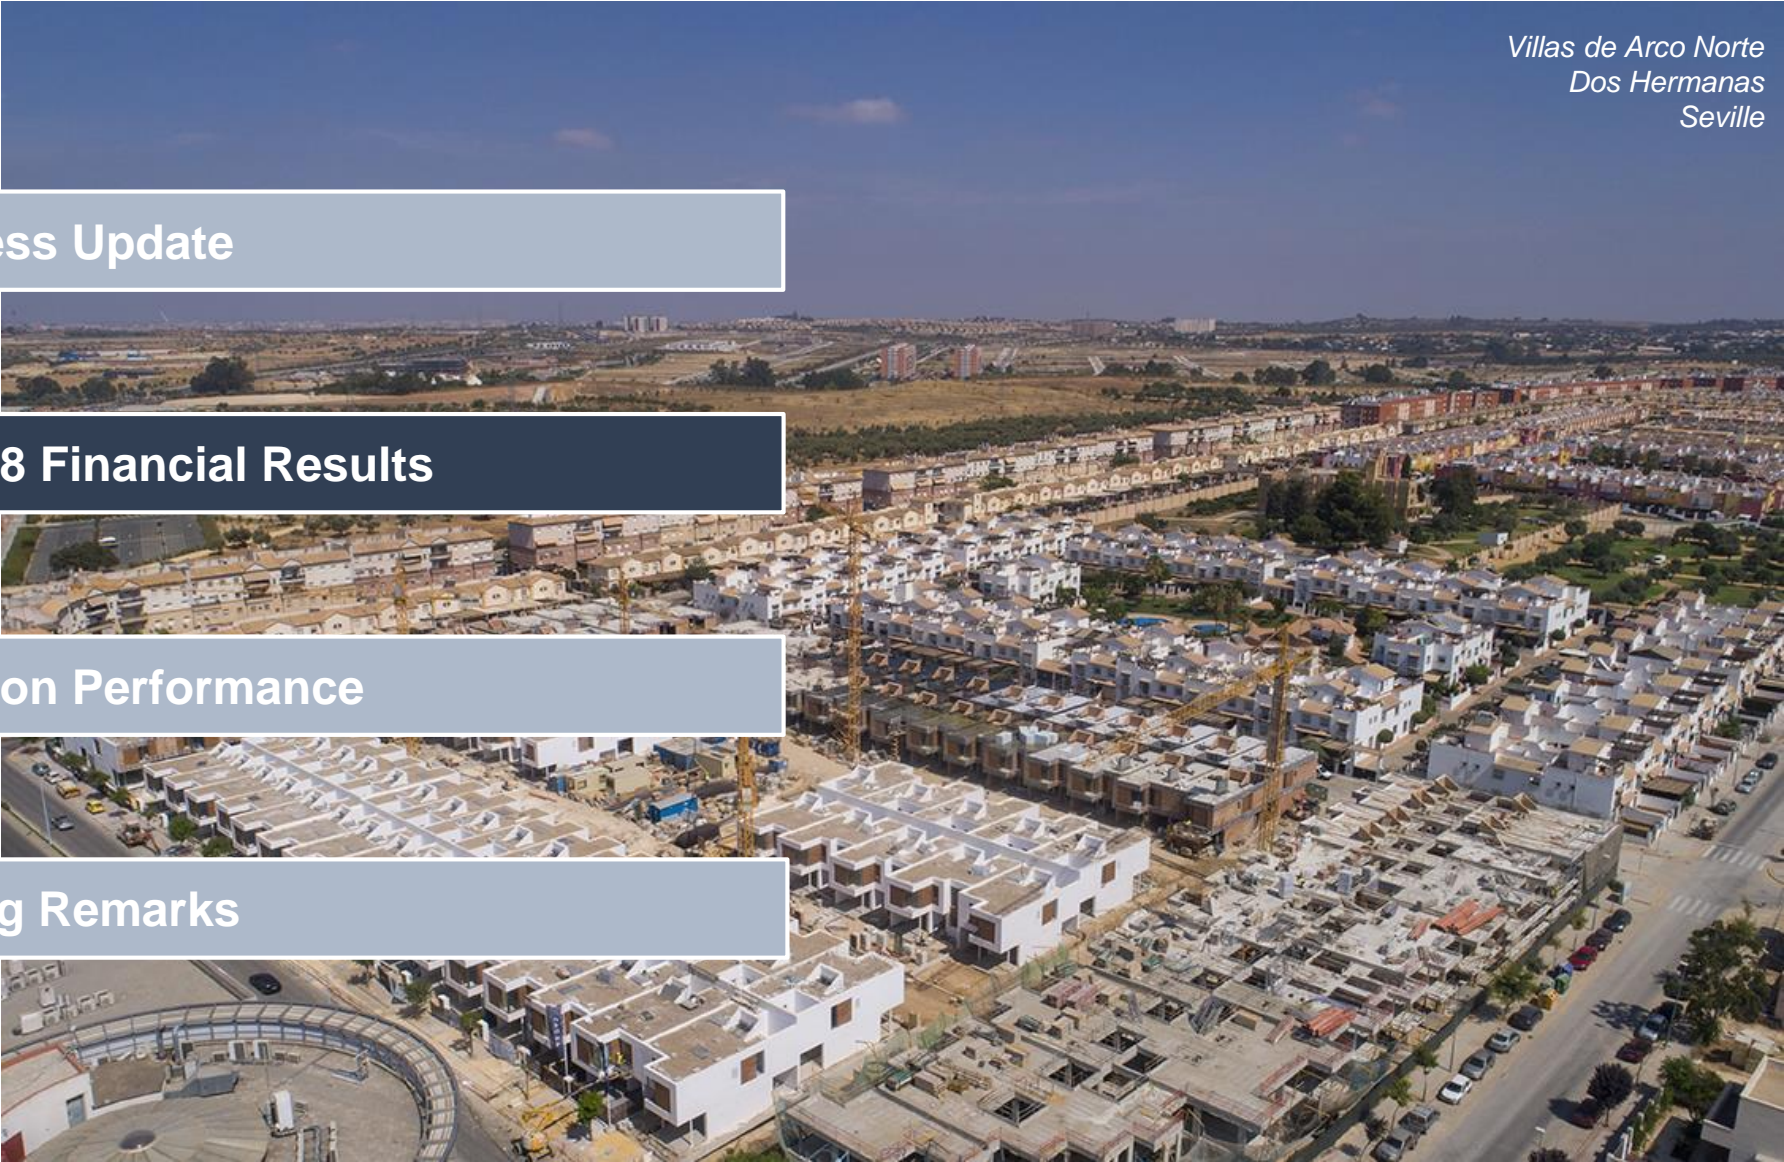 Villas de Arco Norte
Dos Hermanas
Seville
ess Update
8 Financial Results
on Performance
g Remarks